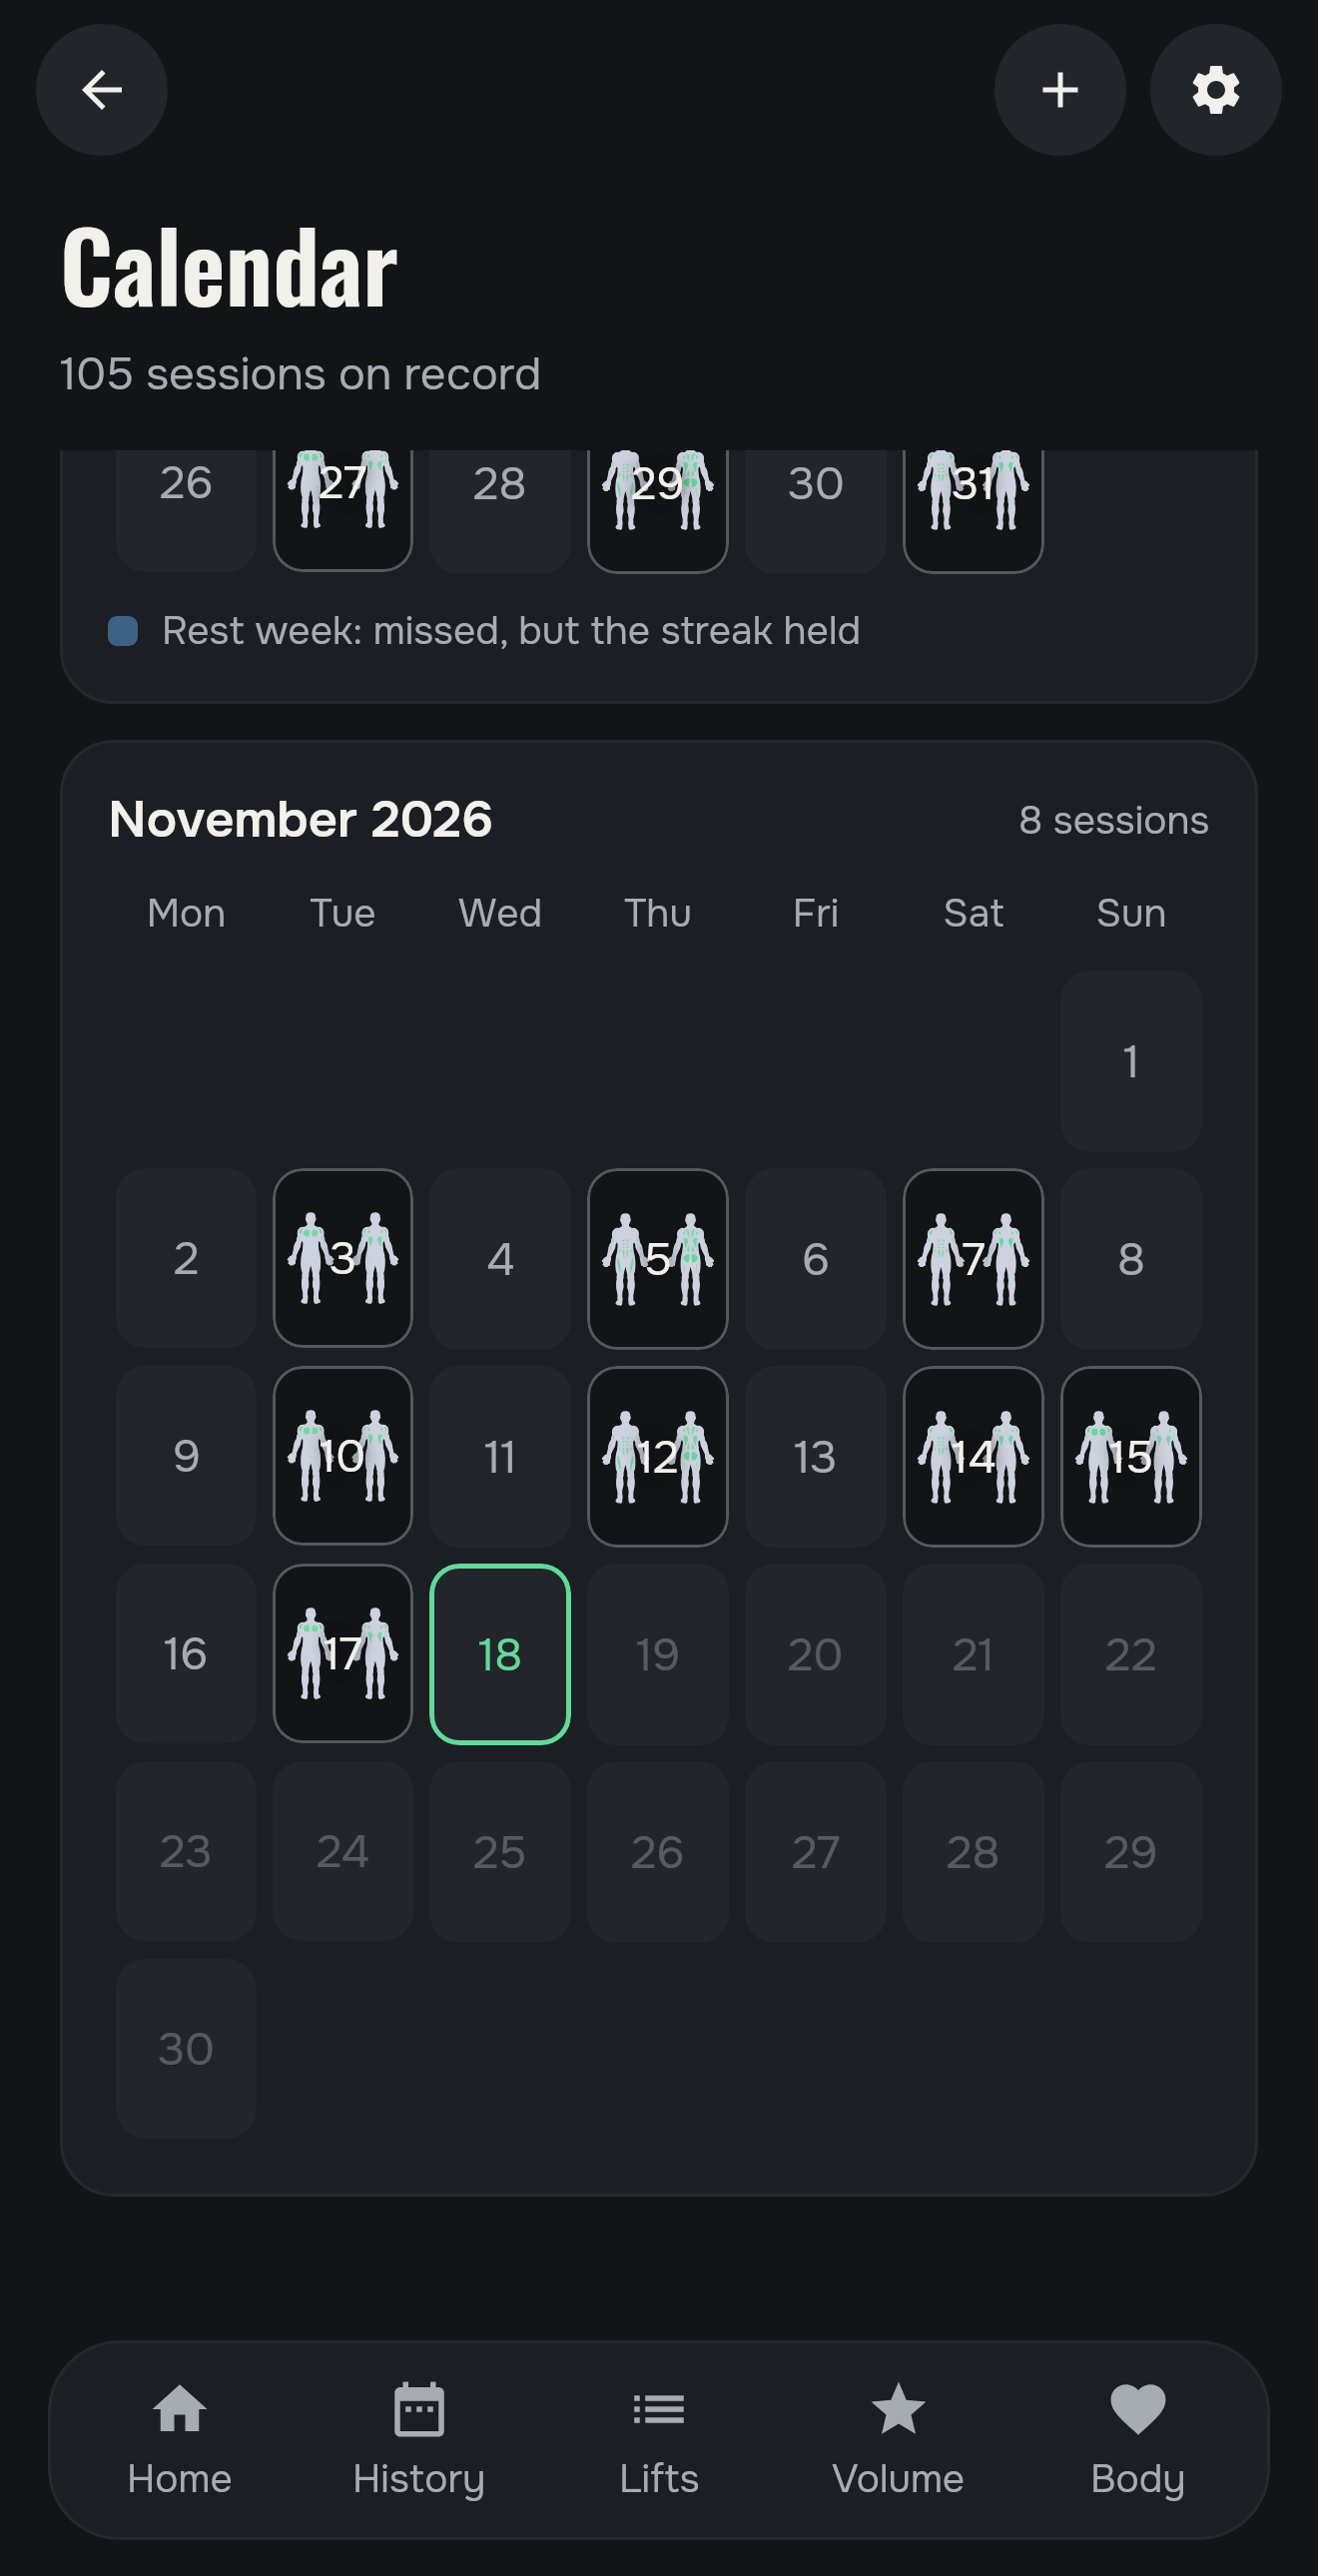 Calendar
105 sessions on record
26 27 28 29 30 31
Rest week: missed, but the streak held
November 2026 8 sessions
Mon Tue Wed Thu Fri Sat Sun
1
2 3 4 5 6 7 8
9 10 11 12 13 14 15
16 17 18 19 20 21 22
23 24 25 26 27 28 29
30
Home History Lifts Volume Body